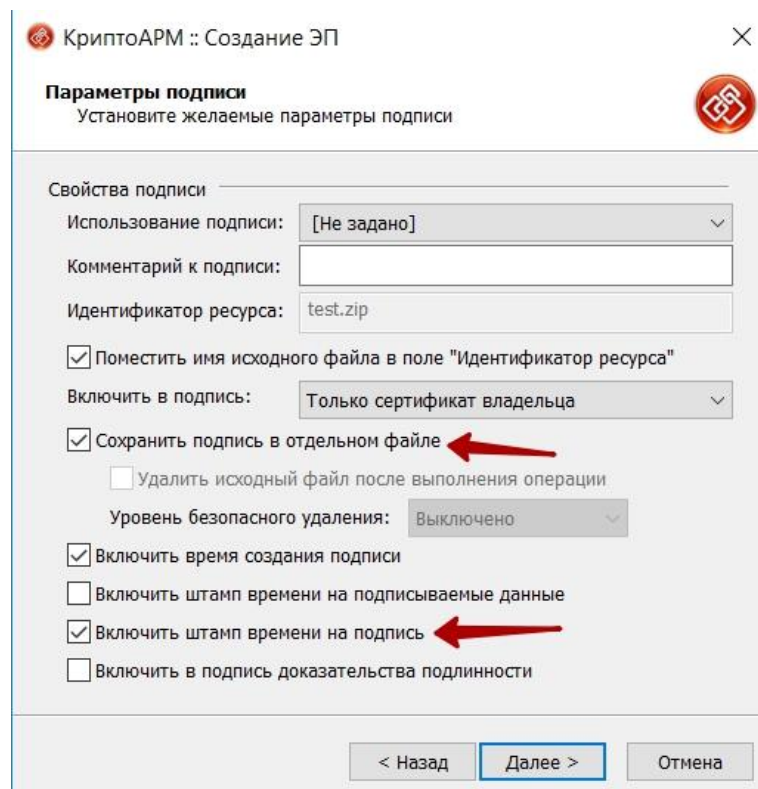 КриптоАРМ :: Создание ЭП
Параметры подписи
Установите желаемые параметры подписи
Свойства подписи
Использование подписи: [Не задано]
Комментарий к подписи:
Идентификатор ресурса: test.zip
Поместить имя исходного файла в поле "Идентификатор ресурса"
Включить в подпись: Только сертификат владельца
Сохранить подпись в отдельном файле
Удалить исходный файл после выполнения операции
Уровень безопасного удаления: Выключено
Включить время создания подписи
Включить штамп времени на подписываемые данные
Включить штамп времени на подпись
Включить в подпись доказательства подлинности
< Назад Далее > Отмена